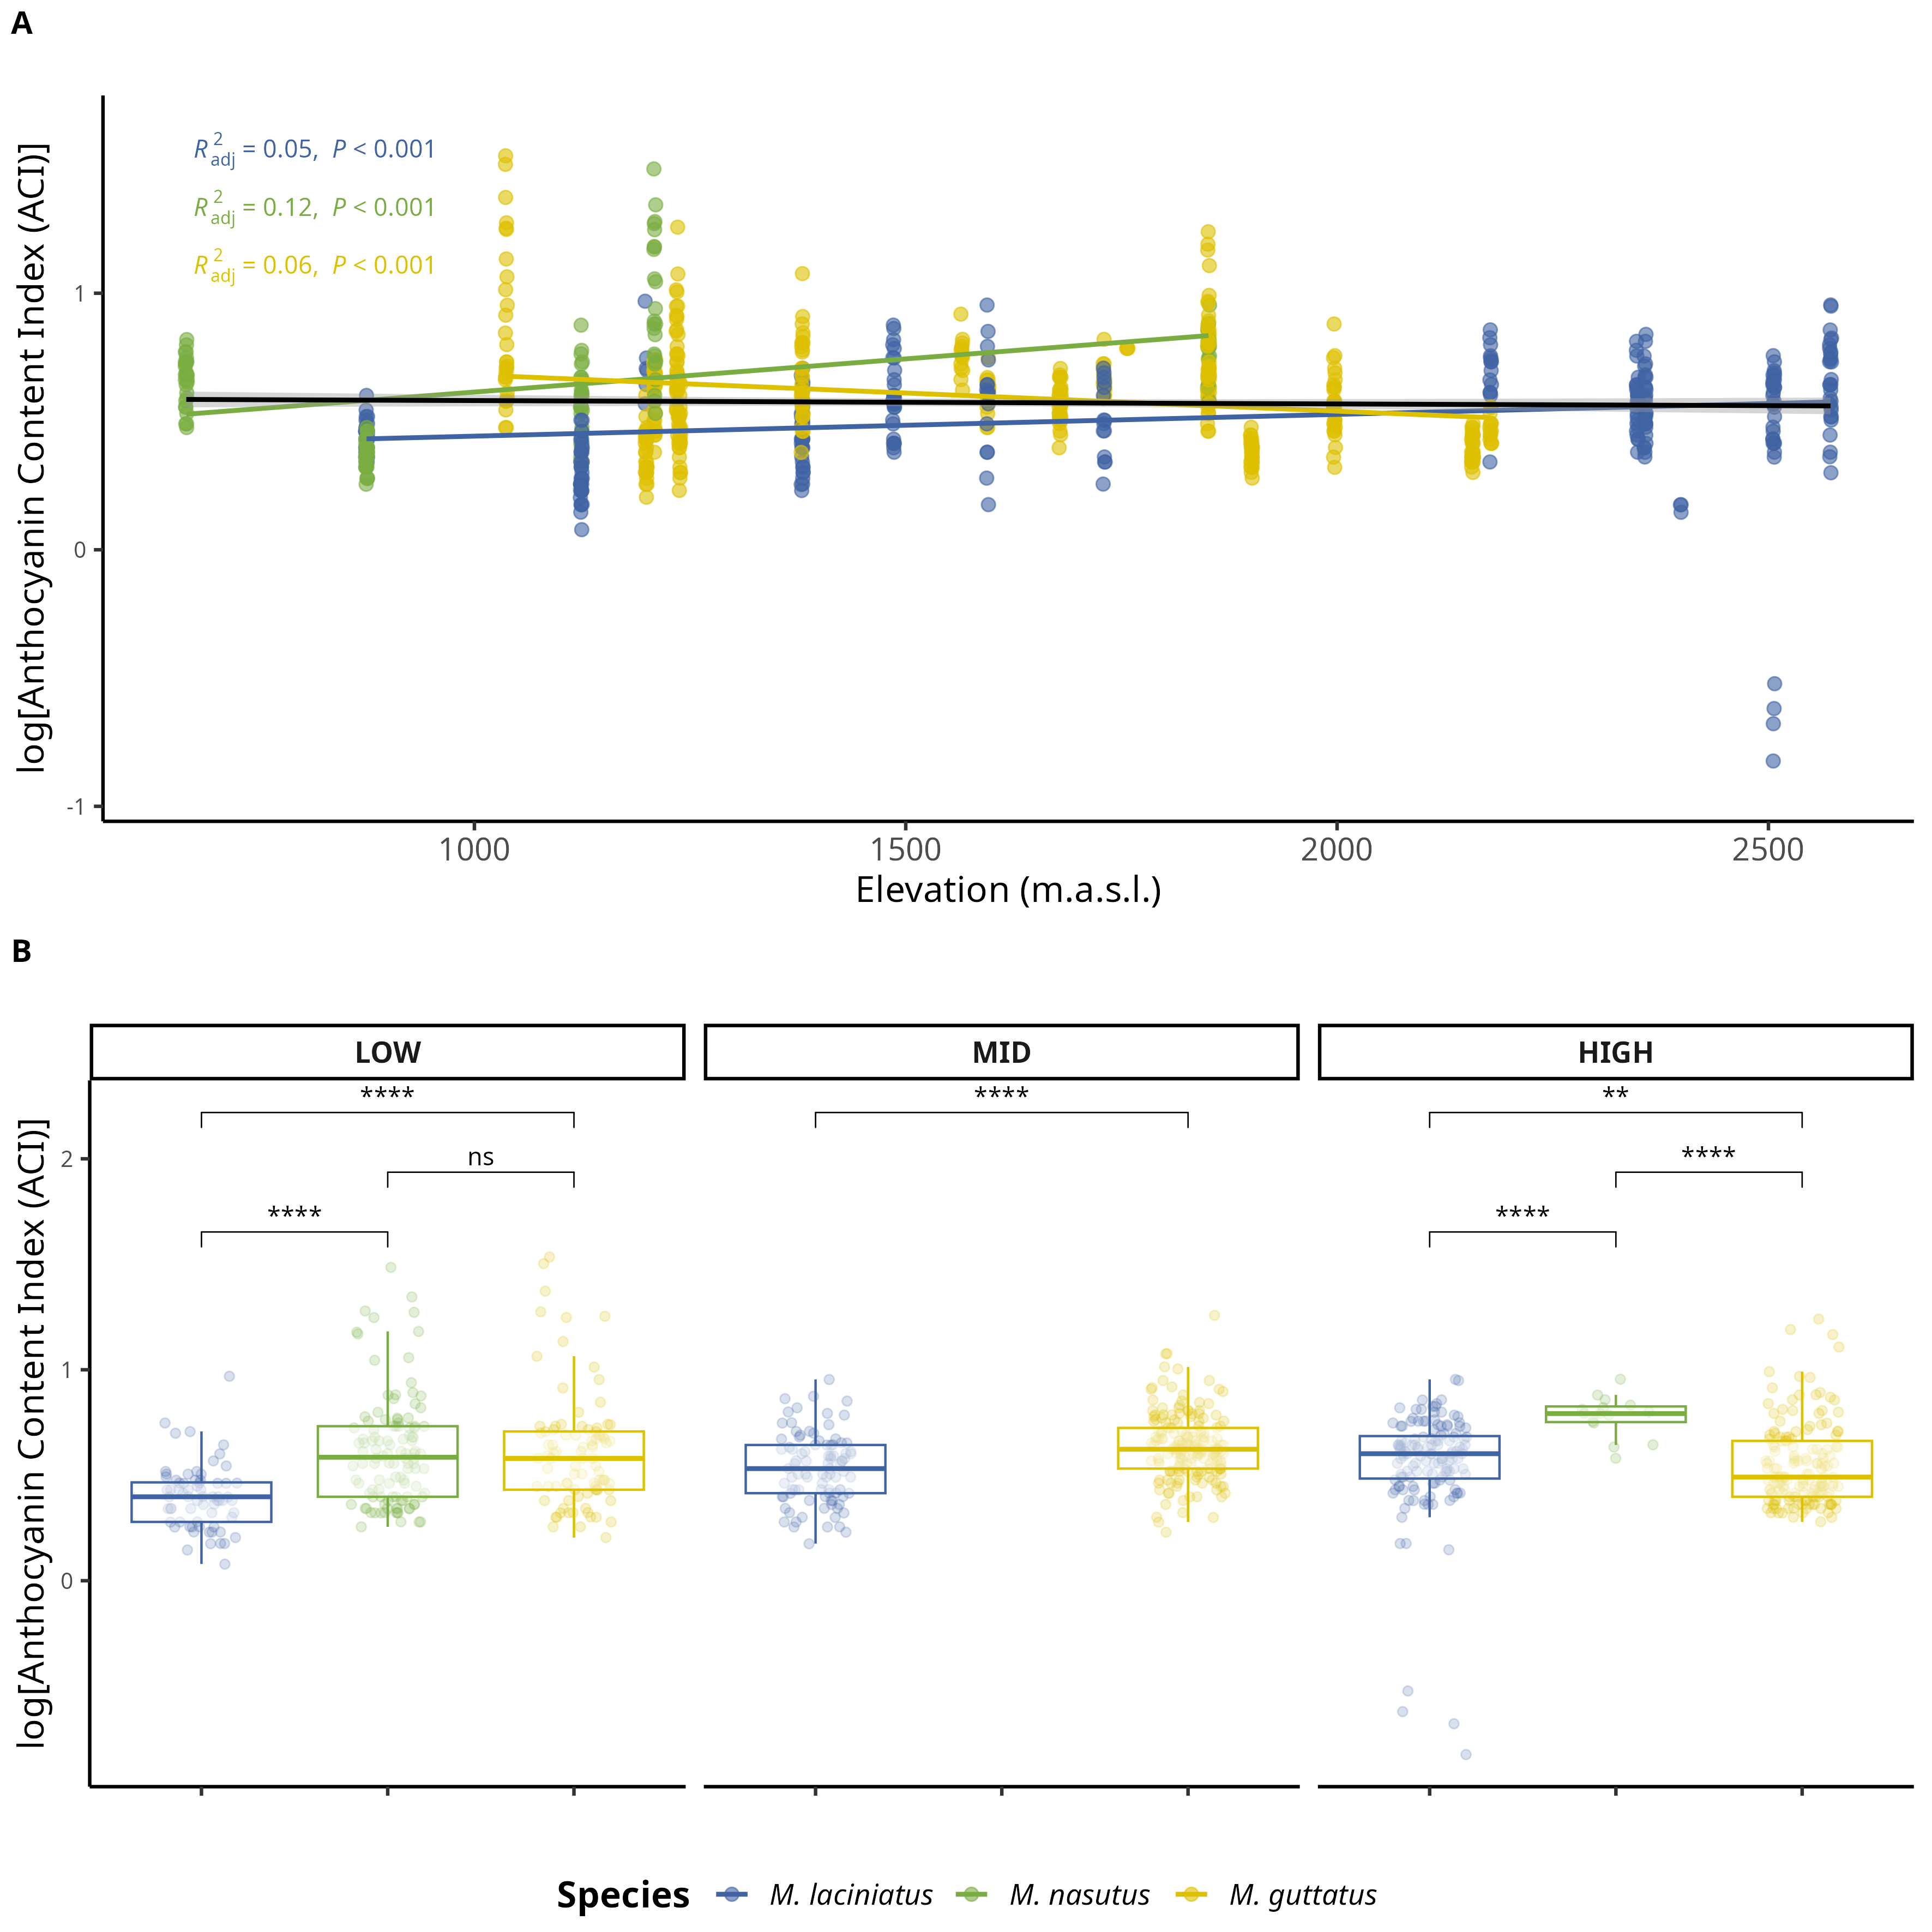 A
log[Anthocyanin Content Index (ACI)]
R²adj = 0.05, P < 0.001
R²adj = 0.12, P < 0.001
R²adj = 0.06, P < 0.001
1
0
-1
1000 1500 2000 2500
Elevation (m.a.s.l.)
B
log[Anthocyanin Content Index (ACI)]
LOW MID HIGH
**** **** **
ns ****
**** ****
2
1
0
Species M. laciniatus M. nasutus M. guttatus